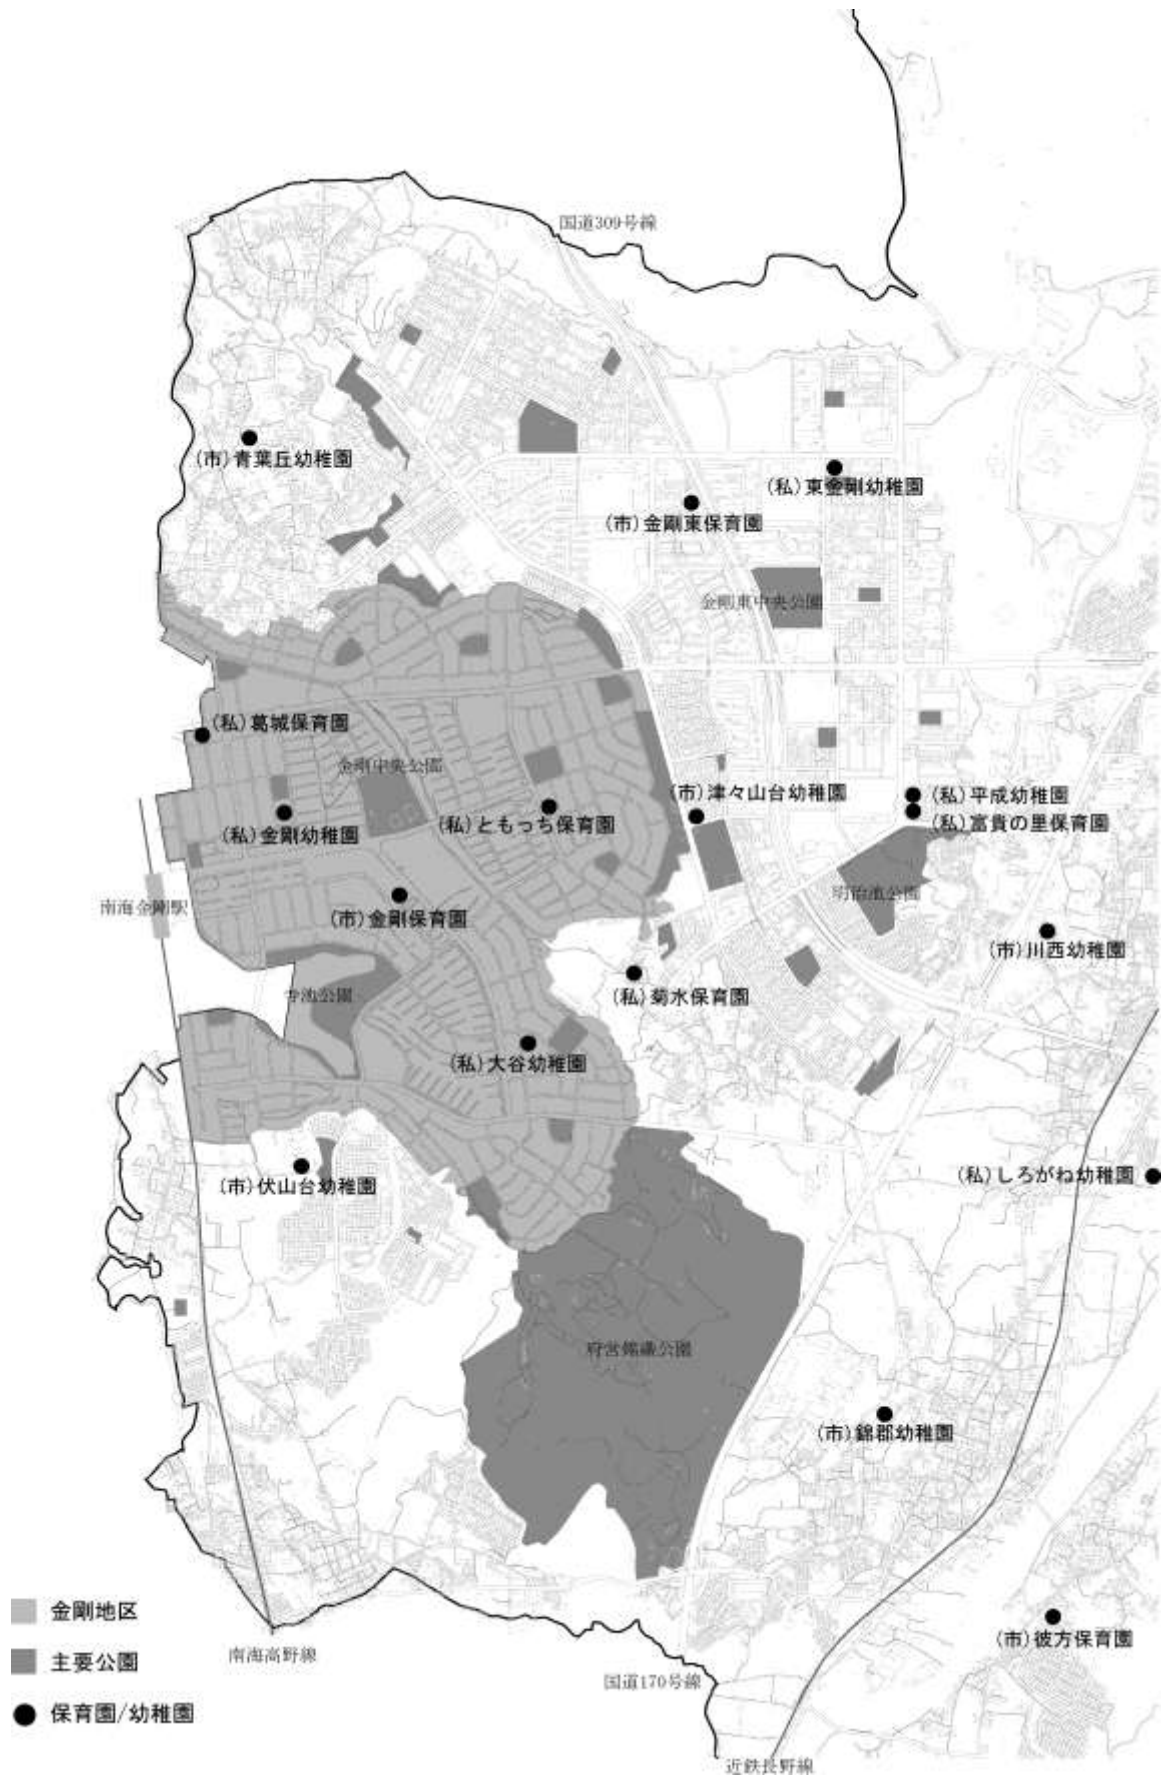 国道309号線
(市)青葉丘幼稚園
(私)東金剛幼稚園
(市)金剛東保育園
金剛東中央公園
(私)葛城保育園
金剛中央公園
(市)津々山台幼稚園
(私)平成幼稚園
(私)富貴の里保育園
(私)金剛幼稚園
(私)ともっち保育園
明治池公園
南海金剛駅
(市)金剛保育園
(市)川西幼稚園
寺池公園
(私)菊水保育園
(私)大谷幼稚園
(市)伏山台幼稚園
(私)しろがね幼稚園
府営錦織公園
(市)錦郡幼稚園
金剛地区
(市)彼方保育園
南海高野線
主要公園
国道170号線
保育園/幼稚園
近鉄長野線